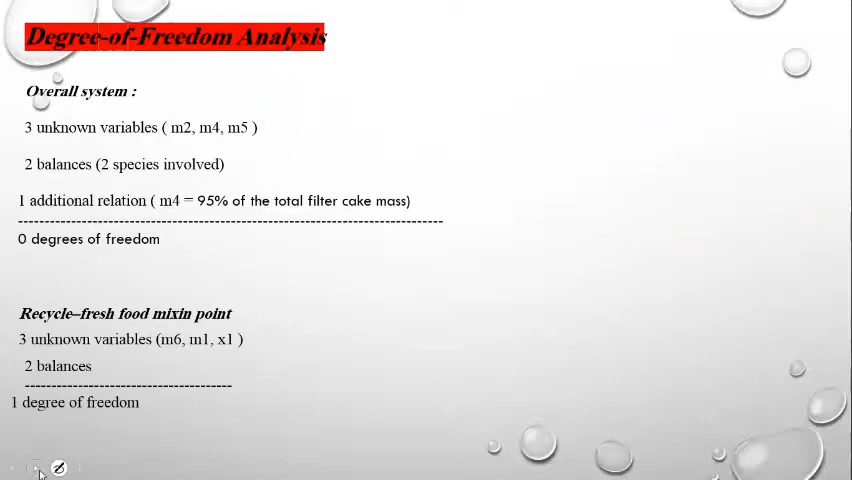 Degree-of-Freedom Analysis
Overall system :
3 unknown variables ( m2, m4, m5 )
2 balances (2 species involved)
1 additional relation ( m4 = 95% of the total filter cake mass)
--------------------------------------------------------------------------------
0 degrees of freedom
Recycle–fresh food mixin point
3 unknown variables (m6, m1, x1 )
2 balances
---------------------------------------
1 degree of freedom